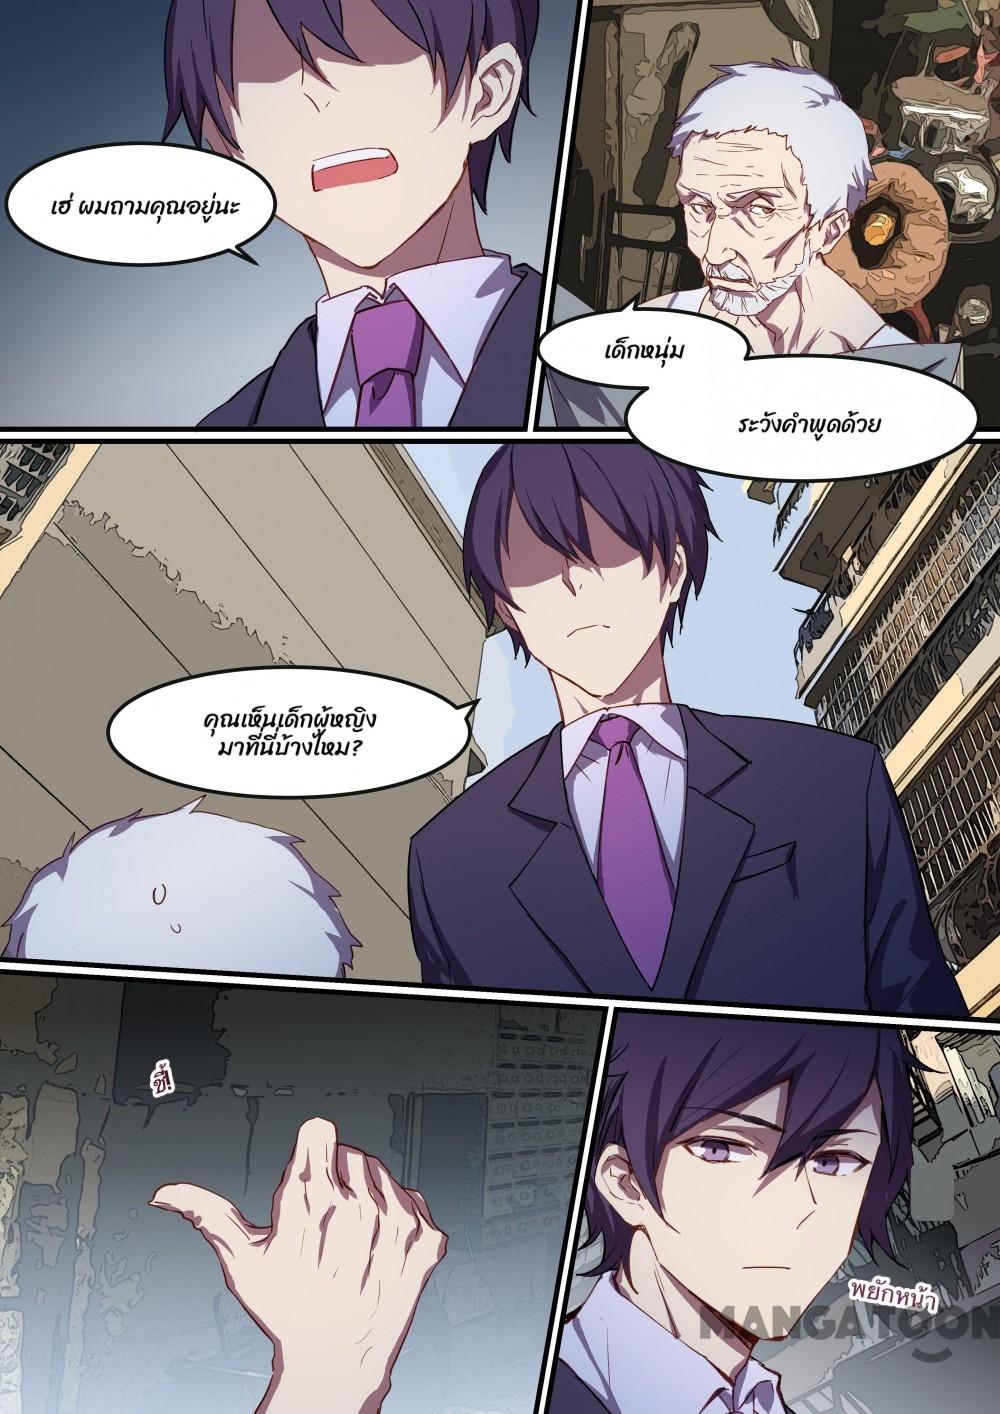 เฮ่ ผมถามคุณอยู่นะ
เด็กหนุ่ม
ระวังคำพูดด้วย
คุณเห็นเด็กผู้หญิง
มาที่นี่บ้างไหม?
ชี้!
พยักหน้า
MANGATOON